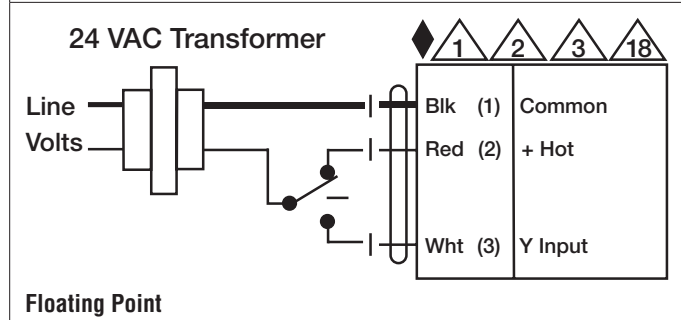 24 VAC Transformer
1 2 3 18
Line
Volts
Blk (1) Common
Red (2) + Hot
Wht (3) Y Input
Floating Point